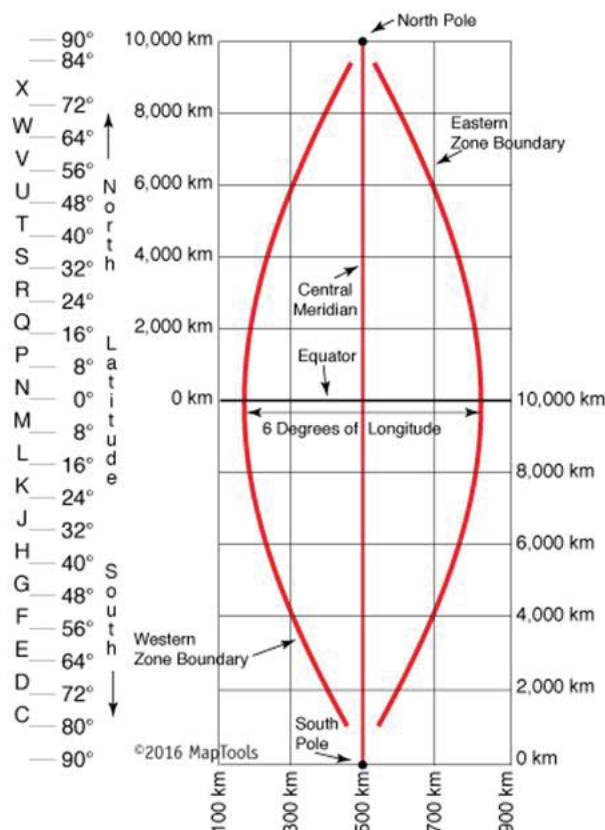 90°
84°
X
72°
W
64°
V
56°
U
48°
T
40°
S
32°
R
24°
Q
16°
P
8°
N
0°
M
8°
L
16°
K
24°
J
32°
H
40°
G
48°
F
56°
E
64°
D
72°
C
80°
90°
North
Latitude
South
10,000 km
8,000 km
6,000 km
4,000 km
2,000 km
0 km
North Pole
Eastern
Zone Boundary
Central
Meridian
Equator
6 Degrees of Longitude
Western
Zone Boundary
South
Pole
©2016 MapTools
10,000 km
8,000 km
6,000 km
4,000 km
2,000 km
0 km
100 km
300 km
500 km
700 km
900 km